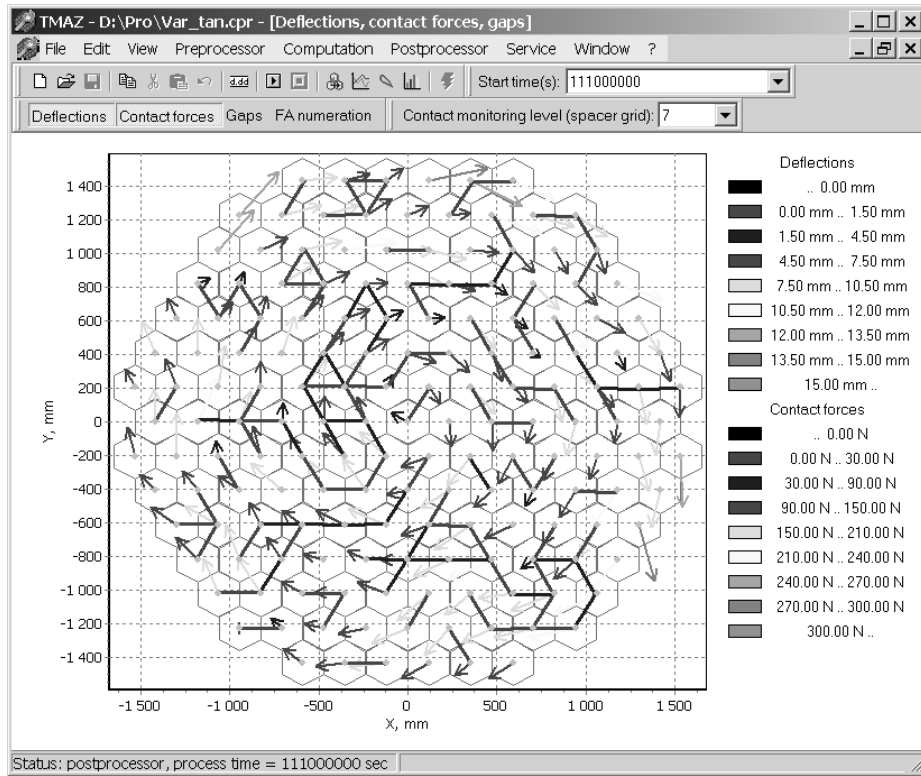 TMAZ - D:\Pro\Var_tan.cpr - [Deflections, contact forces, gaps]
File Edit View Preprocessor Computation Postprocessor Service Window ?
d.dd Start time(s): 111000000
Deflections Contact forces Gaps FA numeration Contact monitoring level (spacer grid): 7
Deflections
.. 0.00 mm
0.00 mm .. 1.50 mm
1.50 mm .. 4.50 mm
4.50 mm .. 7.50 mm
7.50 mm .. 10.50 mm
10.50 mm .. 12.00 mm
12.00 mm .. 13.50 mm
13.50 mm .. 15.00 mm
15.00 mm ..
Contact forces
.. 0.00 N
0.00 N .. 30.00 N
30.00 N .. 90.00 N
90.00 N .. 150.00 N
150.00 N .. 210.00 N
210.00 N .. 240.00 N
240.00 N .. 270.00 N
270.00 N .. 300.00 N
300.00 N ..
Y, mm
1 400
1 200
1 000
800
600
400
200
0
-200
-400
-600
-800
-1 000
-1 200
-1 400
-1 500 -1 000 -500 0 500 1 000 1 500
X, mm
Status: postprocessor, process time = 111000000 sec